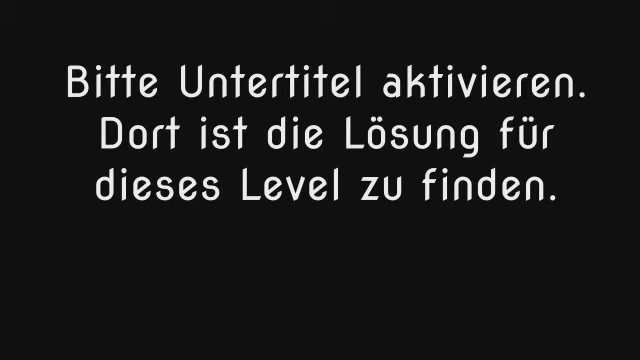 Bitte Untertitel aktivieren.
Dort ist die Lösung für
dieses Level zu finden.